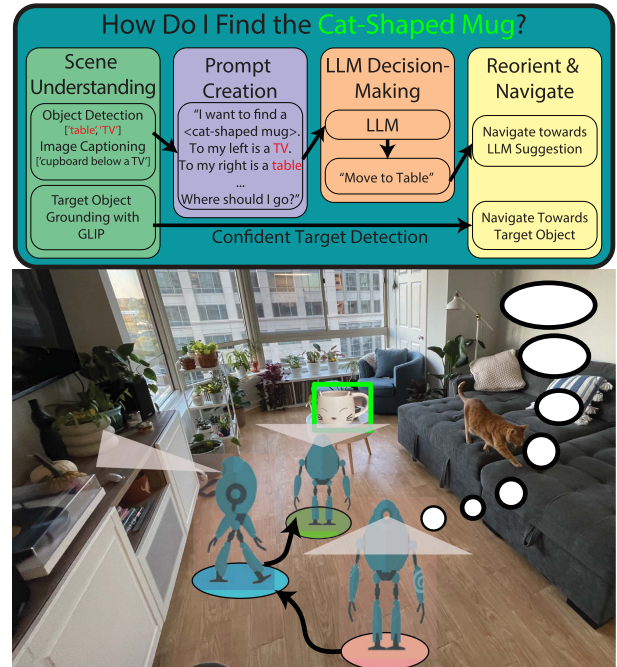 How Do I Find the Cat-Shaped Mug?
Scene
Understanding
Object Detection
['table', 'TV']
Image Captioning
['cupboard below a TV']
Target Object
Grounding with
GLIP
Prompt
Creation
“I want to find a
<cat-shaped mug>.
To my left is a TV.
To my right is a table
...
Where should I go?”
LLM Decision-
Making
LLM
“Move to Table”
Reorient &
Navigate
Navigate towards
LLM Suggestion
Navigate Towards
Target Object
Confident Target Detection